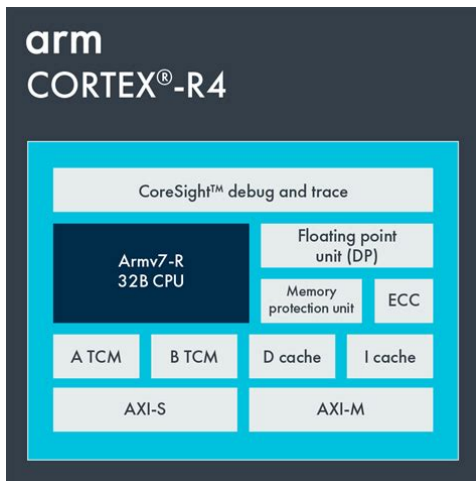 arm
CORTEX®-R4
CoreSight™ debug and trace
Armv7-R
32B CPU
Floating point
unit (DP)
Memory
protection unit
ECC
A TCM
B TCM
D cache
I cache
AXI-S
AXI-M